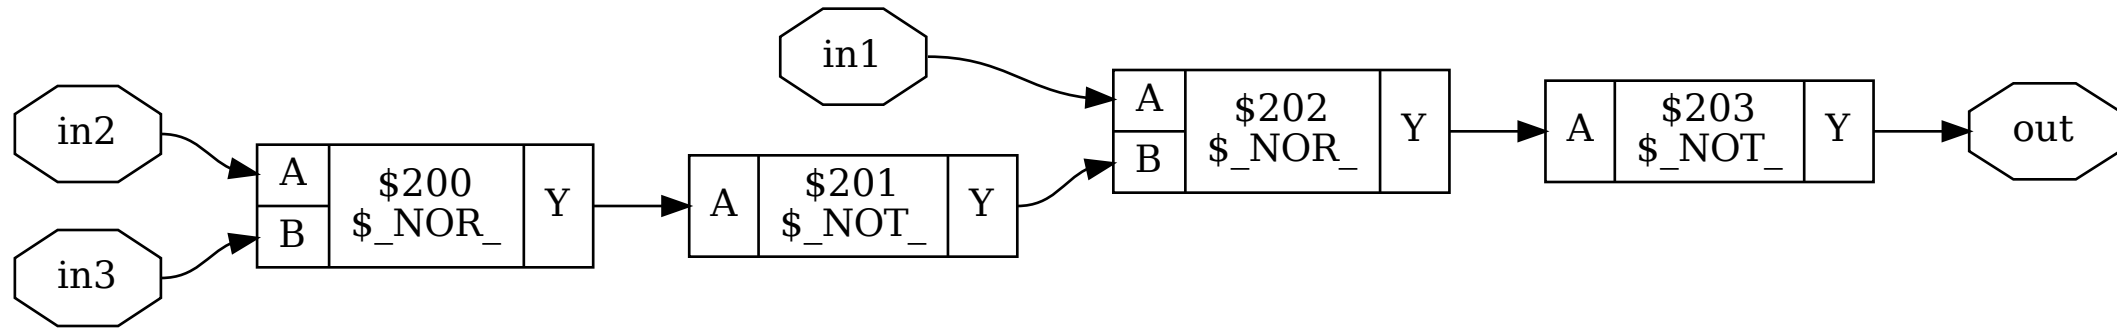 in1
in2
in3
A
B
$200
$_NOR_
Y
A
$201
$_NOT_
Y
A
B
$202
$_NOR_
Y
A
$203
$_NOT_
Y
out